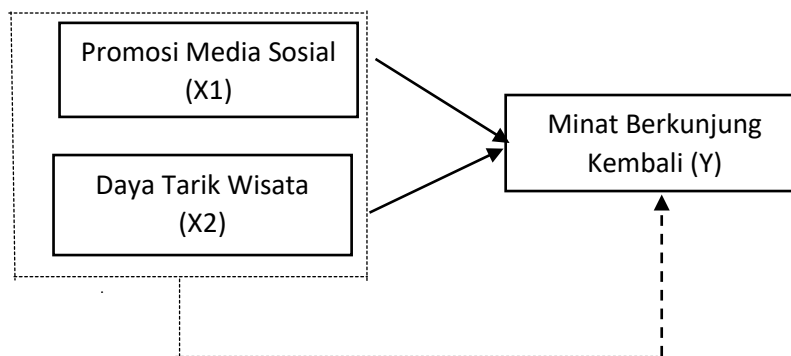 Promosi Media Sosial
(X1)
Daya Tarik Wisata
(X2)
Minat Berkunjung
Kembali (Y)